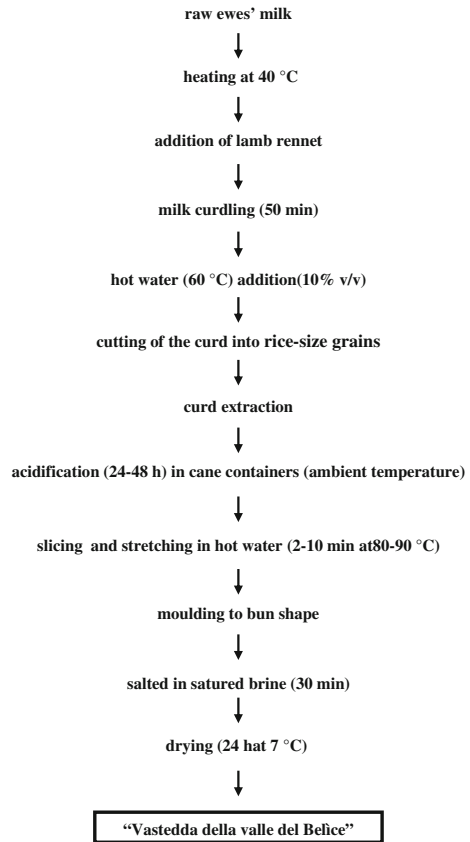 raw ewes’ milk
heating at 40 °C
addition of lamb rennet
milk curdling (50 min)
hot water (60 °C) addition(10% v/v)
cutting of the curd into rice-size grains
curd extraction
acidification (24-48 h) in cane containers (ambient temperature)
slicing and stretching in hot water (2-10 min at80-90 °C)
moulding to bun shape
salted in satured brine (30 min)
drying (24 hat 7 °C)
“Vastedda della valle del Belìce”